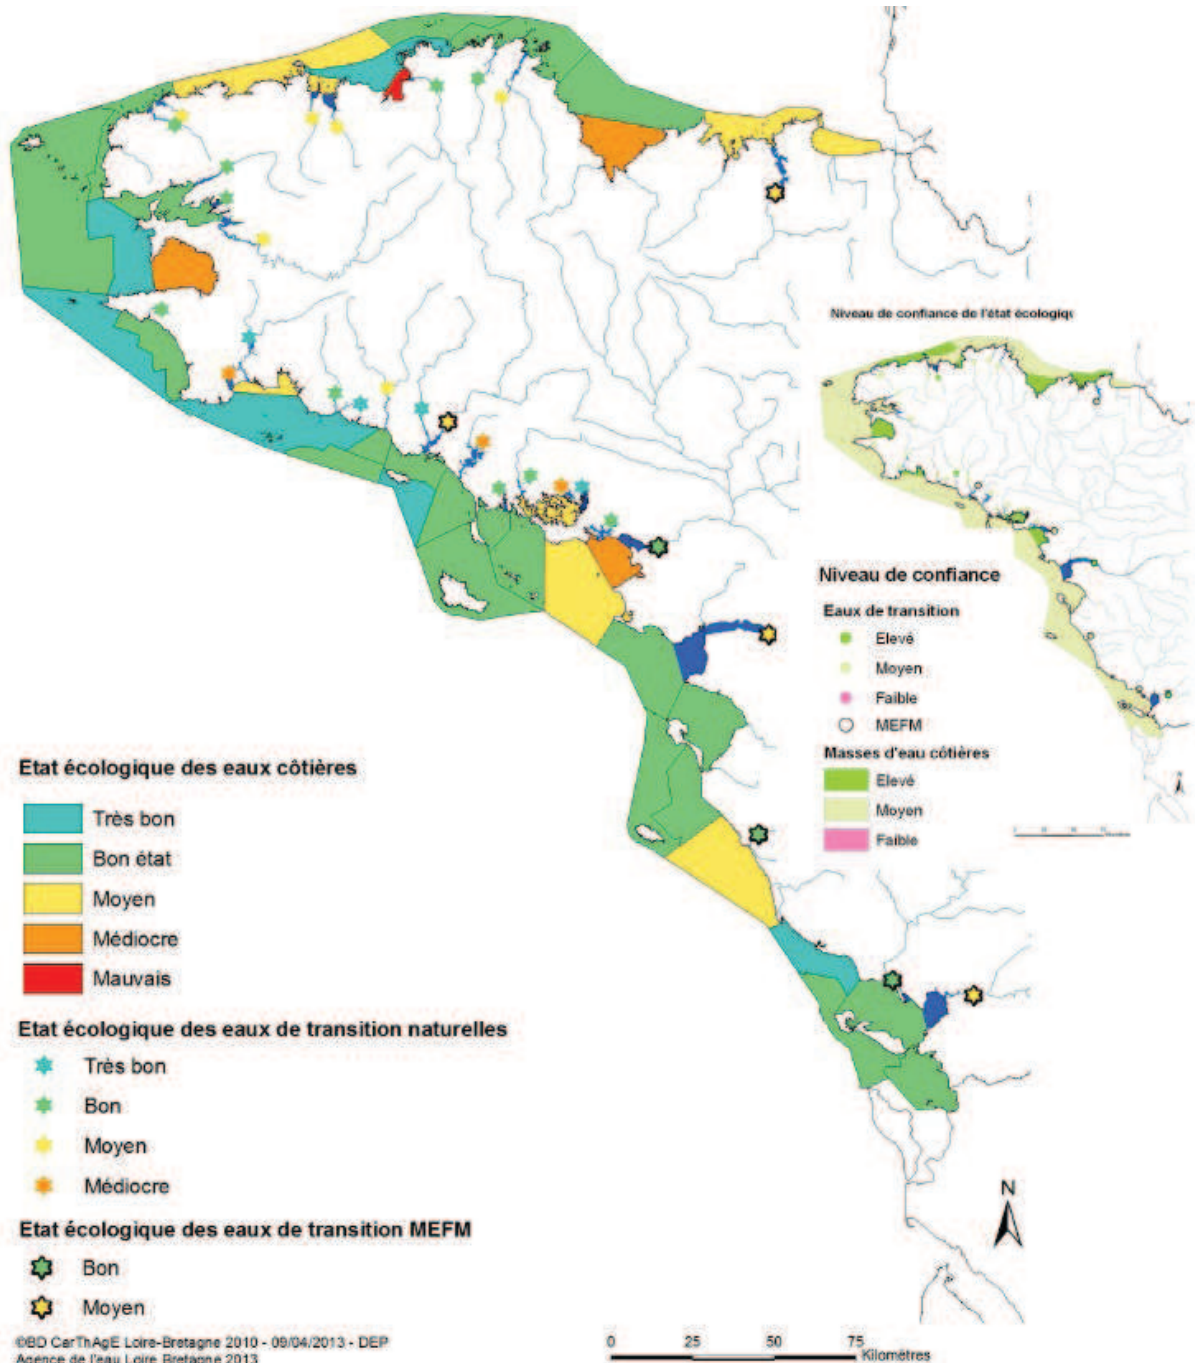 Niveau de confiance de l'état écologiqu
Niveau de confiance
Eaux de transition
Elevé
Moyen
Faible
MEFM
Masses d'eau côtières
Elevé
Moyen
Faible
Etat écologique des eaux côtières
Très bon
Bon état
Moyen
Médiocre
Mauvais
Etat écologique des eaux de transition naturelles
Très bon
Bon
Moyen
Médiocre
Etat écologique des eaux de transition MEFM
Bon
Moyen
N
©BD CarThAgE Loire-Bretagne 2010 - 09/04/2013 - DEP
Agence de l'eau Loire Bretagne 2013
0 25 50 75
Kilomètres